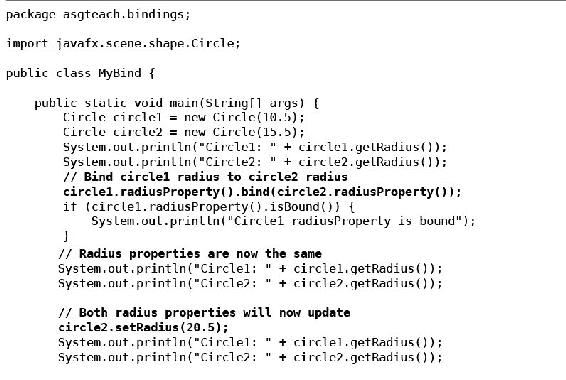 package asgteach.bindings;
import javafx.scene.shape.Circle;
public class MyBind {
public static void main(String[] args) {
Circle circle1 = new Circle(10.5);
Circle circle2 = new Circle(15.5);
System.out.println("Circle1: " + circle1.getRadius());
System.out.println("Circle2: " + circle2.getRadius());
// Bind circle1 radius to circle2 radius
circle1.radiusProperty().bind(circle2.radiusProperty());
if (circle1.radiusProperty().isBound()) {
System.out.println("Circle1 radiusProperty is bound");
}
// Radius properties are now the same
System.out.println("Circle1: " + circle1.getRadius());
System.out.println("Circle2: " + circle2.getRadius());
// Both radius properties will now update
circle2.setRadius(20.5);
System.out.println("Circle1: " + circle1.getRadius());
System.out.println("Circle2: " + circle2.getRadius());